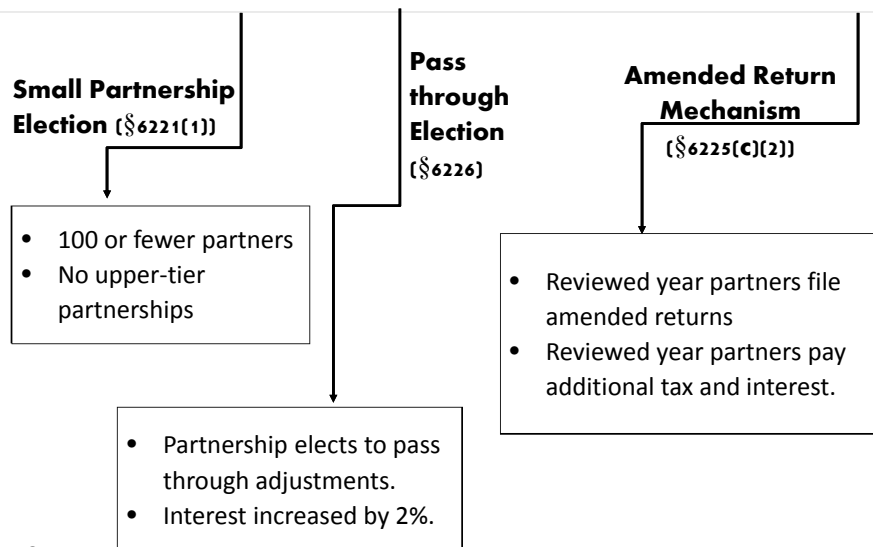 Small Partnership
Election (§6221(1))
• 100 or fewer partners
• No upper-tier
partnerships
Pass
through
Election
(§6226)
• Partnership elects to pass
through adjustments.
• Interest increased by 2%.
Amended Return
Mechanism
(§6225(c)(2))
• Reviewed year partners file
amended returns
• Reviewed year partners pay
additional tax and interest.